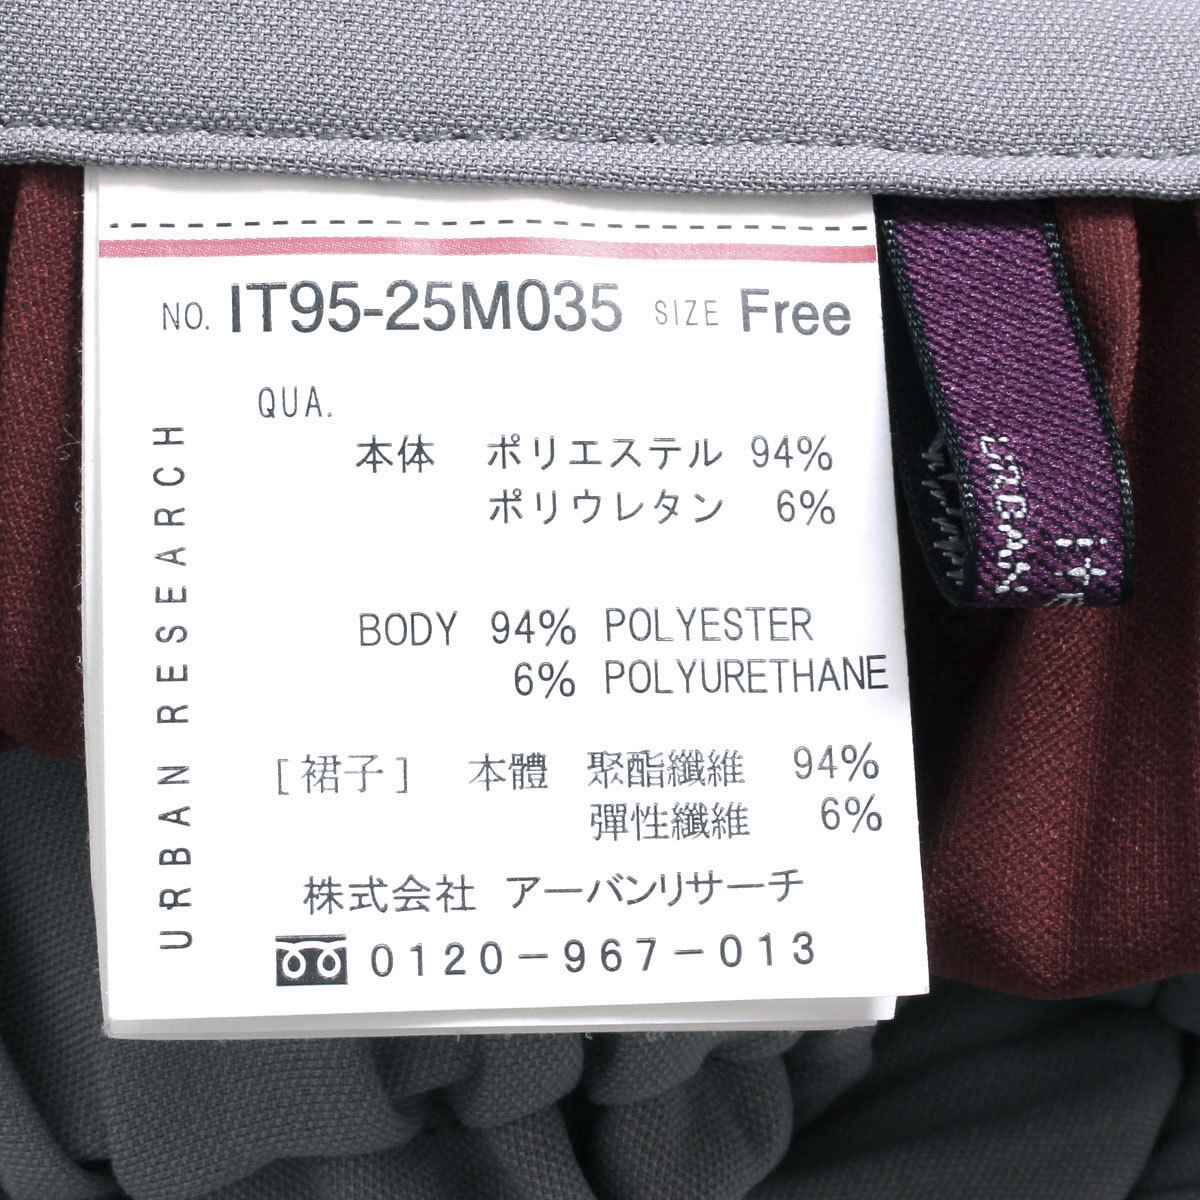 NO. IT95-25M035 SIZE Free
QUA.
本体 ポリエステル 94%
ポリウレタン 6%
BODY 94% POLYESTER
6% POLYURETHANE
[裙子] 本體 聚酯纖維 94%
彈性纖維 6%
株式会社 アーバンリサーチ
0120-967-013
URBAN RESEARCH
URBAN